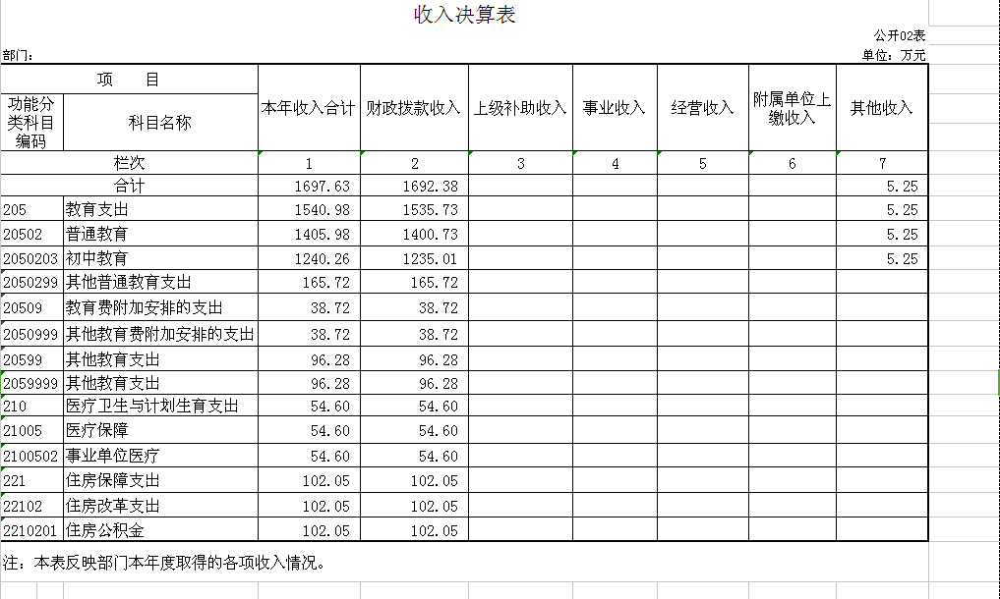 收入决算表
公开02表
部门： 单位：万元
项 目 本年收入合计 财政拨款收入 上级补助收入 事业收入 经营收入 附属单位上缴收入 其他收入
功能分类科目编码 科目名称
栏次 1 2 3 4 5 6 7
合计 1697.63 1692.38 5.25
205 教育支出 1540.98 1535.73 5.25
20502 普通教育 1405.98 1400.73 5.25
2050203 初中教育 1240.26 1235.01 5.25
2050299 其他普通教育支出 165.72 165.72
20509 教育费附加安排的支出 38.72 38.72
2050999 其他教育费附加安排的支出 38.72 38.72
20599 其他教育支出 96.28 96.28
2059999 其他教育支出 96.28 96.28
210 医疗卫生与计划生育支出 54.60 54.60
21005 医疗保障 54.60 54.60
2100502 事业单位医疗 54.60 54.60
221 住房保障支出 102.05 102.05
22102 住房改革支出 102.05 102.05
2210201 住房公积金 102.05 102.05
注：本表反映部门本年度取得的各项收入情况。